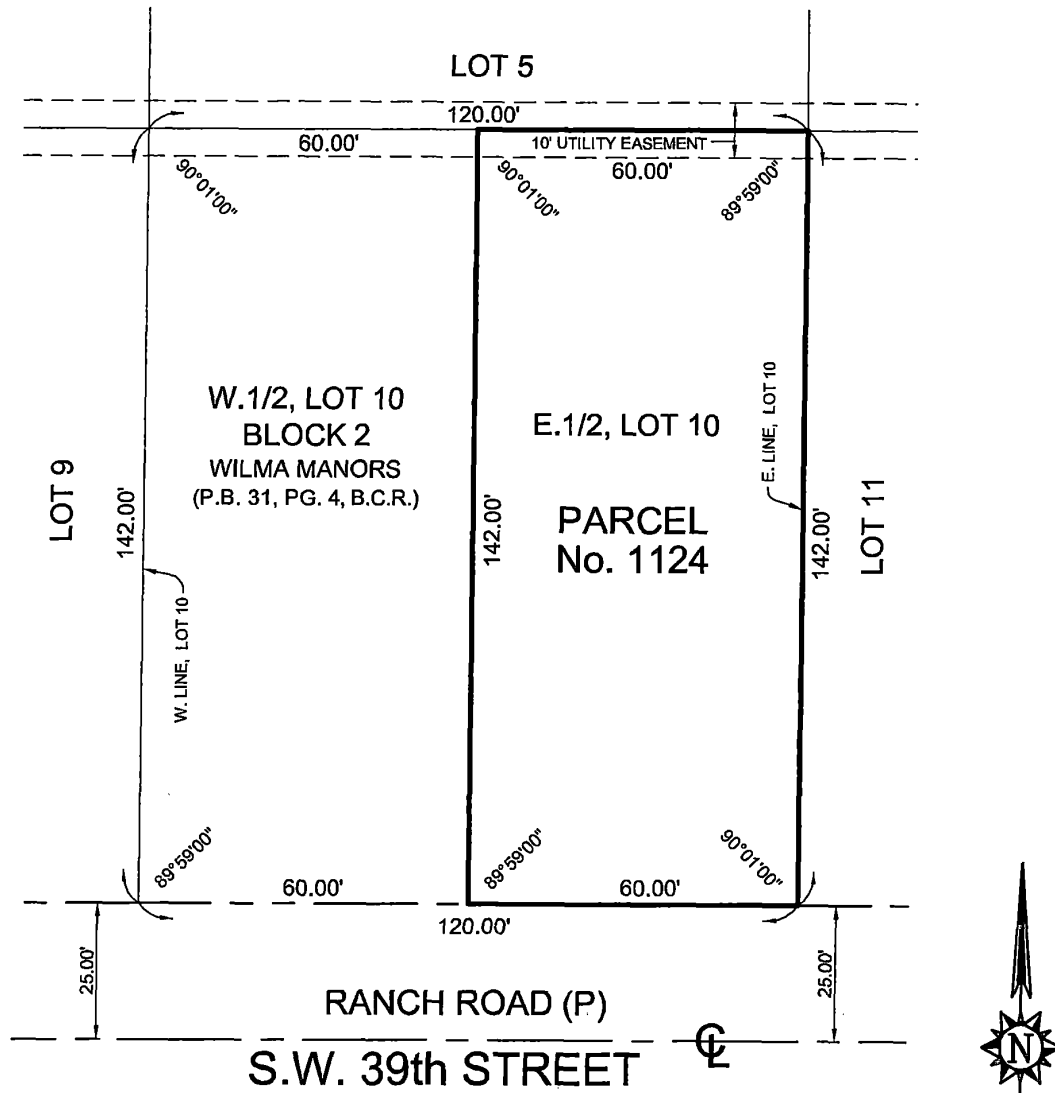 LOT 5
120.00'
60.00'
10' UTILITY EASEMENT
60.00'
90°01'00"
90°01'00"
89°59'00"
W.1/2, LOT 10
BLOCK 2
WILMA MANORS
(P.B. 31, PG. 4, B.C.R.)
E.1/2, LOT 10
PARCEL
No. 1124
LOT 9
142.00'
W. LINE, LOT 10
142.00'
E. LINE, LOT 10
142.00'
LOT 11
89°59'00"
89°59'00"
90°01'00"
60.00'
60.00'
120.00'
25.00'
25.00'
RANCH ROAD (P)
S.W. 39th STREET
℄
N